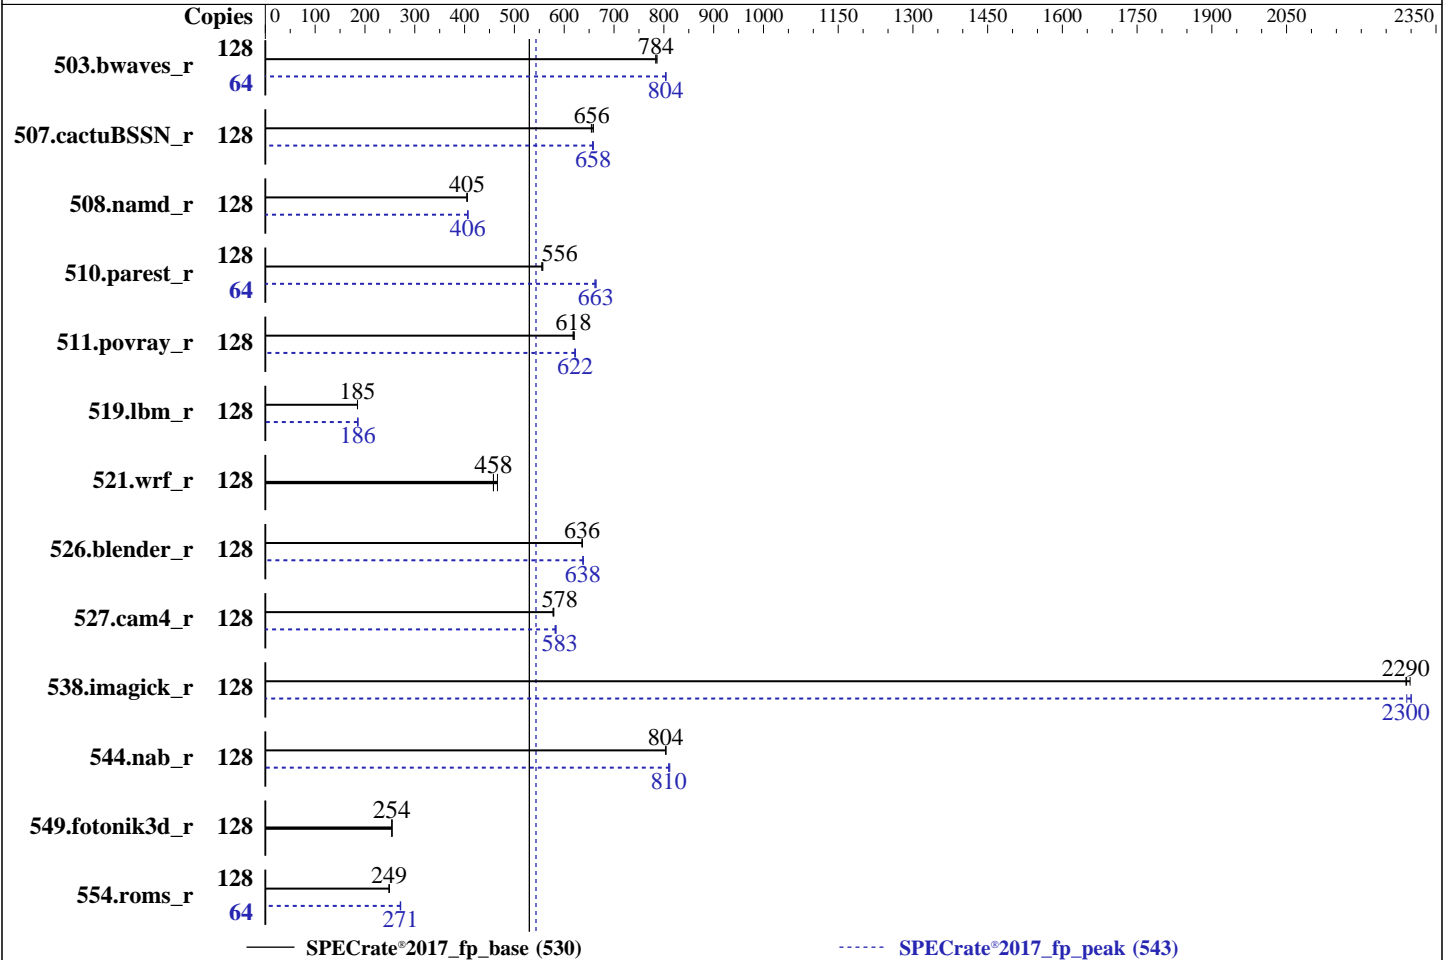 Copies 0 100 200 300 400 500 600 700 800 900 1000 1150 1300 1450 1600 1750 1900 2050 2350
503.bwaves_r 128 784
64 804
507.cactuBSSN_r 128 656
658
508.namd_r 128 405
406
510.parest_r 128 556
64 663
511.povray_r 128 618
622
519.lbm_r 128 185
186
521.wrf_r 128 458
526.blender_r 128 636
638
527.cam4_r 128 578
583
538.imagick_r 128 2290
2300
544.nab_r 128 804
810
549.fotonik3d_r 128 254
554.roms_r 128 249
64 271
SPECrate®2017_fp_base (530) SPECrate®2017_fp_peak (543)